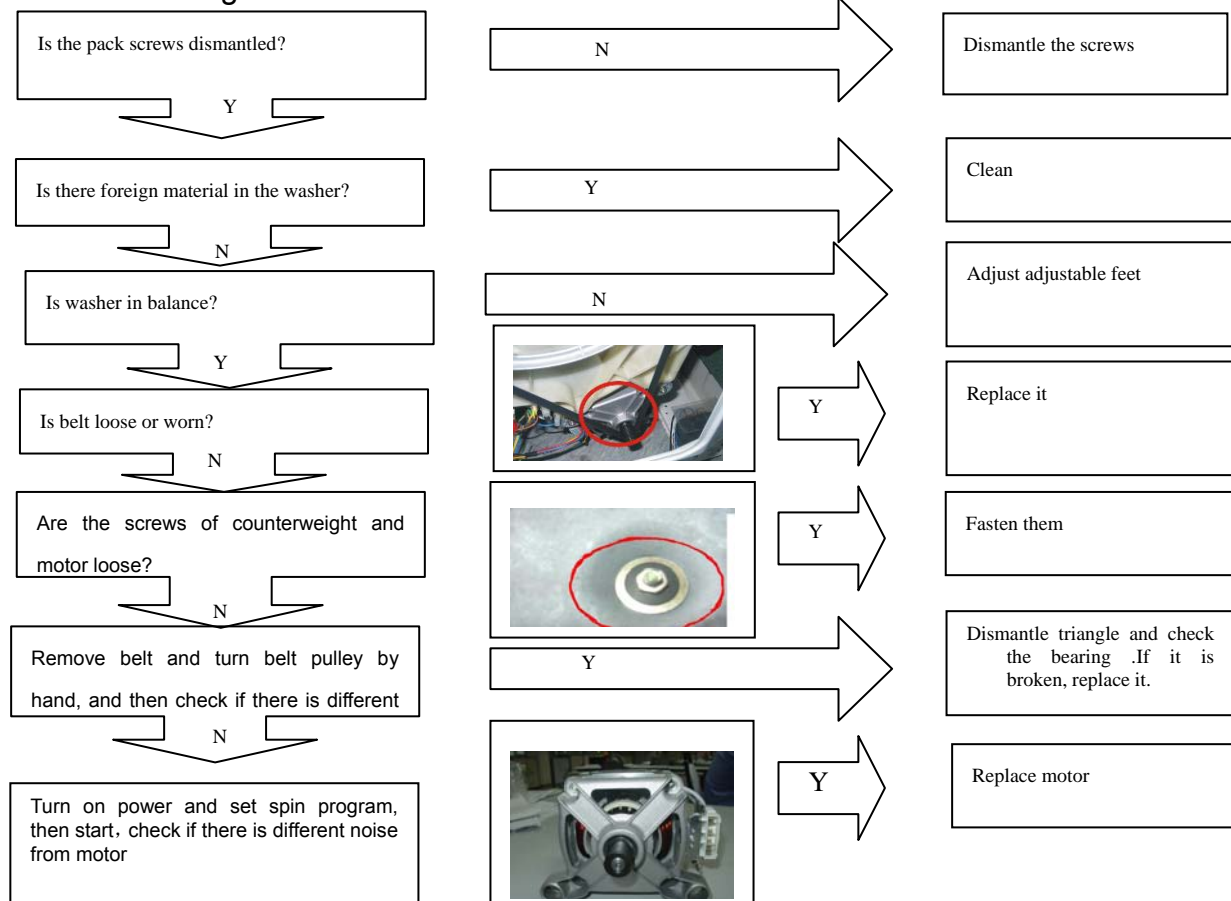 Is the pack screws dismantled?
N
Dismantle the screws
Y
Is there foreign material in the washer?
Y
Clean
N
Is washer in balance?
N
Adjust adjustable feet
Y
Is belt loose or worn?
Y
Replace it
N
Are the screws of counterweight and
motor loose?
Y
Fasten them
N
Remove belt and turn belt pulley by
hand, and then check if there is different
Y
Dismantle triangle and check
the bearing .If it is
broken, replace it.
N
Turn on power and set spin program,
then start，check if there is different noise
from motor
Y
Replace motor